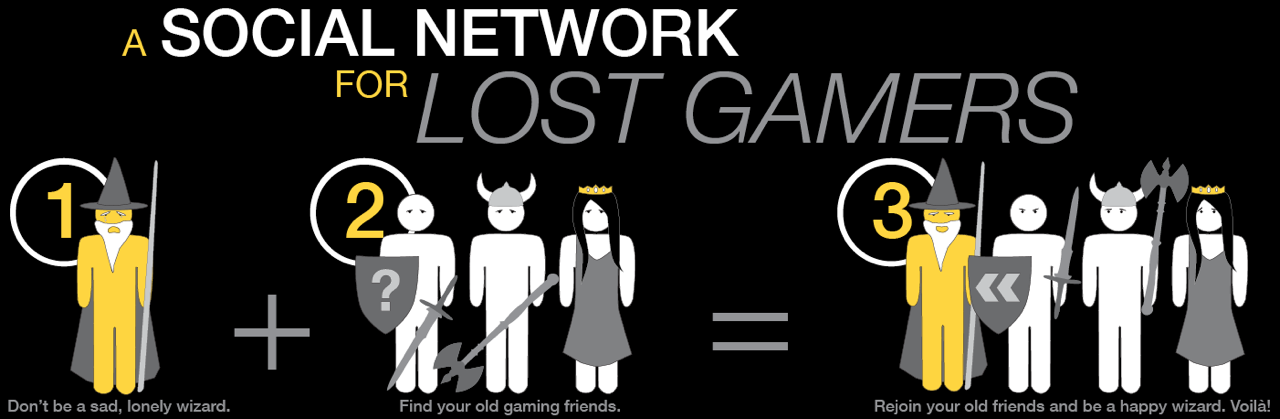 A SOCIAL NETWORK
FOR LOST GAMERS
1
2
?
3
Don't be a sad, lonely wizard.
Find your old gaming friends.
Rejoin your old friends and be a happy wizard. Voilà!